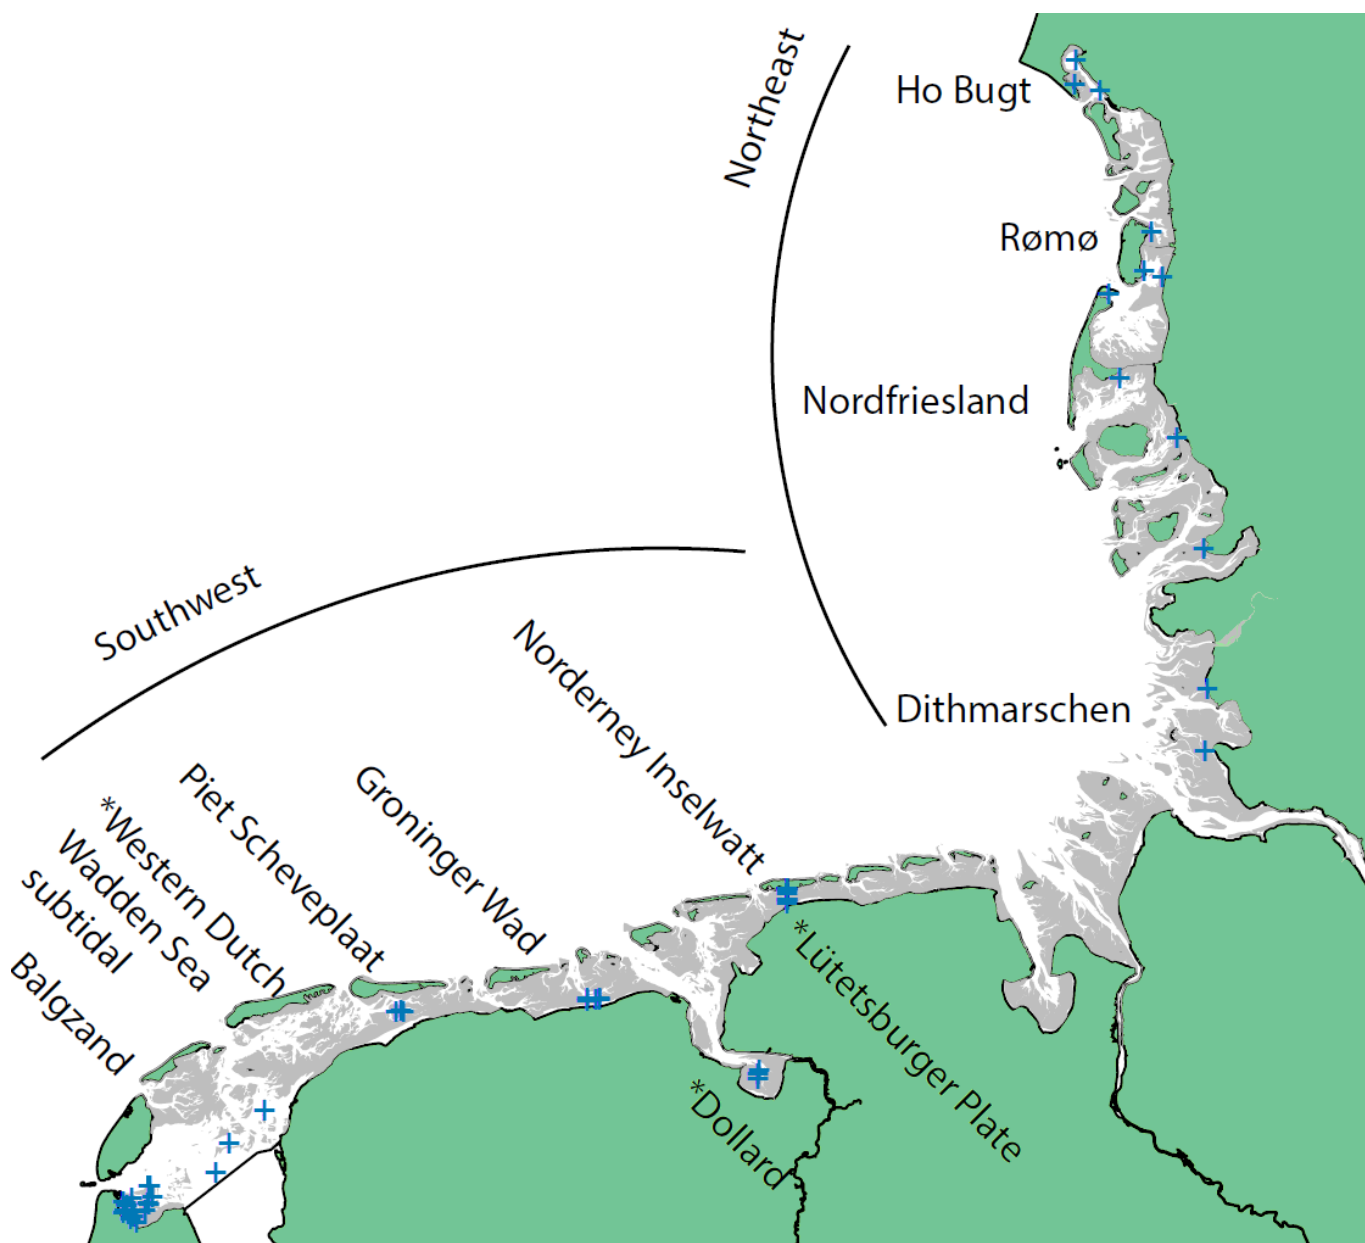 Northeast
Ho Bugt
Rømø
Nordfriesland
Dithmarschen
Southwest
Norderney Inselwatt
Groninger Wad
Piet Scheveplaat
*Western Dutch
Wadden Sea
subtidal
Balgzand
*Lütetsburger Plate
*Dollard